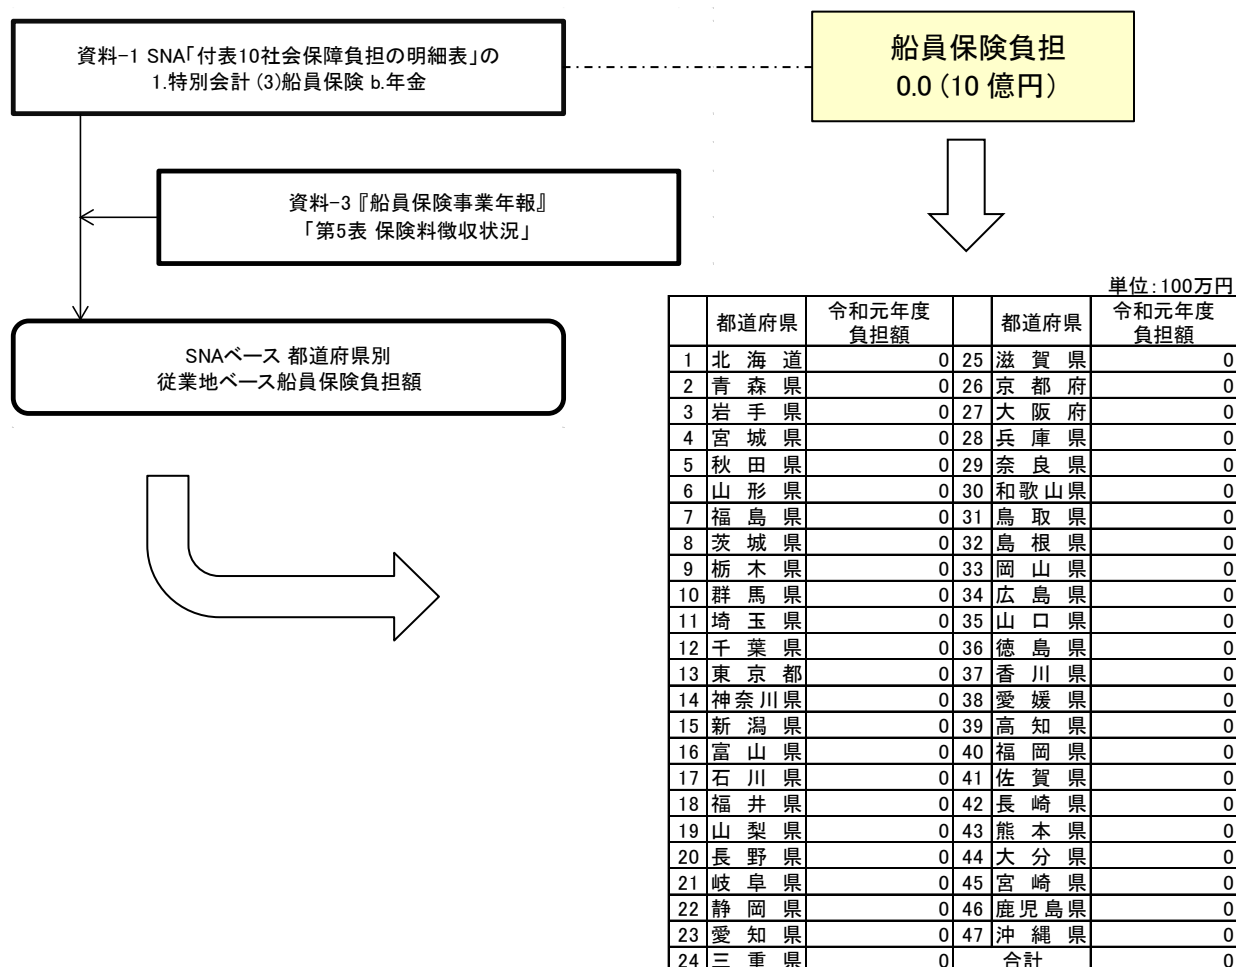 資料-1 SNA「付表10社会保障負担の明細表」の
1.特別会計 (3)船員保険 b.年金
船員保険負担
0.0 (10 億円)
資料-3 『船員保険事業年報』
「第5表 保険料徴収状況」
SNAベース 都道府県別
従業地ベース船員保険負担額
単位:100万円
都道府県 令和元年度 負担額 都道府県 令和元年度 負担額
1 北海道 0 25 滋賀県 0
2 青森県 0 26 京都府 0
3 岩手県 0 27 大阪府 0
4 宮城県 0 28 兵庫県 0
5 秋田県 0 29 奈良県 0
6 山形県 0 30 和歌山県 0
7 福島県 0 31 鳥取県 0
8 茨城県 0 32 島根県 0
9 栃木県 0 33 岡山県 0
10 群馬県 0 34 広島県 0
11 埼玉県 0 35 山口県 0
12 千葉県 0 36 徳島県 0
13 東京都 0 37 香川県 0
14 神奈川県 0 38 愛媛県 0
15 新潟県 0 39 高知県 0
16 富山県 0 40 福岡県 0
17 石川県 0 41 佐賀県 0
18 福井県 0 42 長崎県 0
19 山梨県 0 43 熊本県 0
20 長野県 0 44 大分県 0
21 岐阜県 0 45 宮崎県 0
22 静岡県 0 46 鹿児島県 0
23 愛知県 0 47 沖縄県 0
24 三重県 0 合計 0